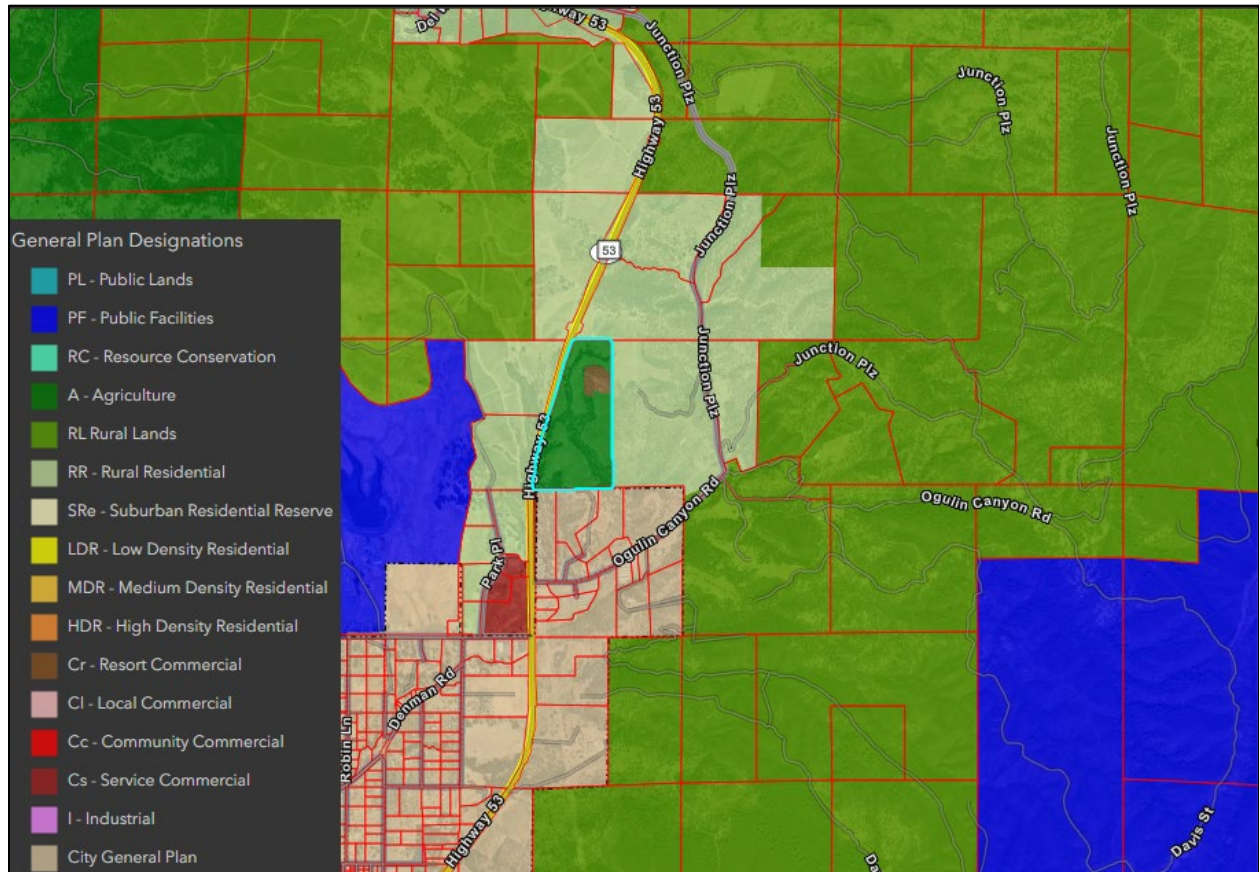 Highway 53
Junction Plz
Junction Plz
Junction Plz
Highway 53
Junction Plz
53
General Plan Designations
PL - Public Lands
PF - Public Facilities
RC - Resource Conservation
A - Agriculture
RL Rural Lands
RR - Rural Residential
SRe - Suburban Residential Reserve
LDR - Low Density Residential
MDR - Medium Density Residential
HDR - High Density Residential
Cr - Resort Commercial
Cl - Local Commercial
Cc - Community Commercial
Cs - Service Commercial
I - Industrial
City General Plan
Junction Plz
Junction Plz
Highway 53
Ogulin Canyon Rd
Ogulin Canyon Rd
Park Pl
Denman Rd
Robin Ln
Highway 53
Davis St